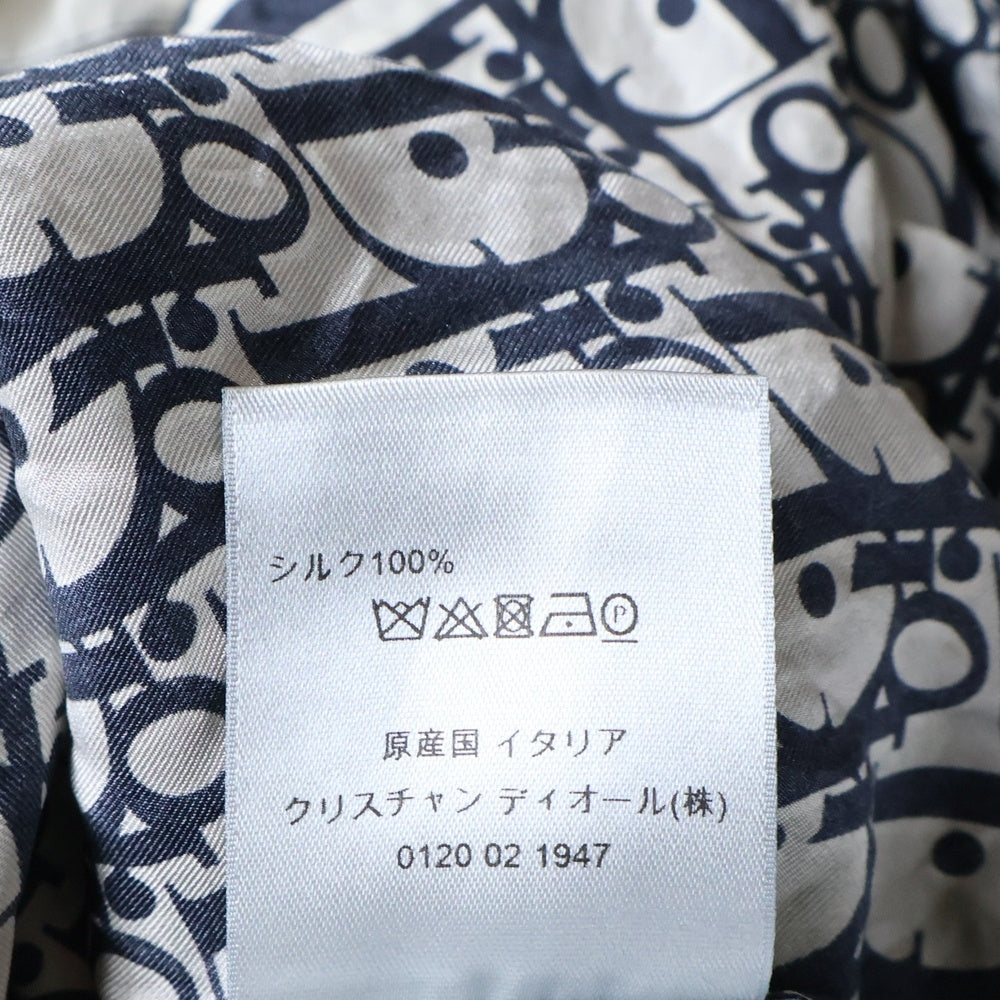 シルク100%
P
原産国 イタリア
クリスチャン ディオール(株)
0120 02 1947